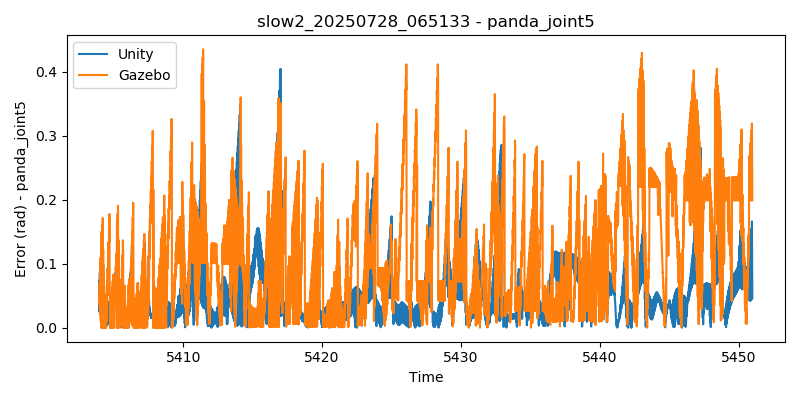 slow2_20250728_065133 - panda_joint5
Unity
Gazebo
Error (rad) - panda_joint5
0.4
0.3
0.2
0.1
0.0
5410
5420
5430
5440
5450
Time